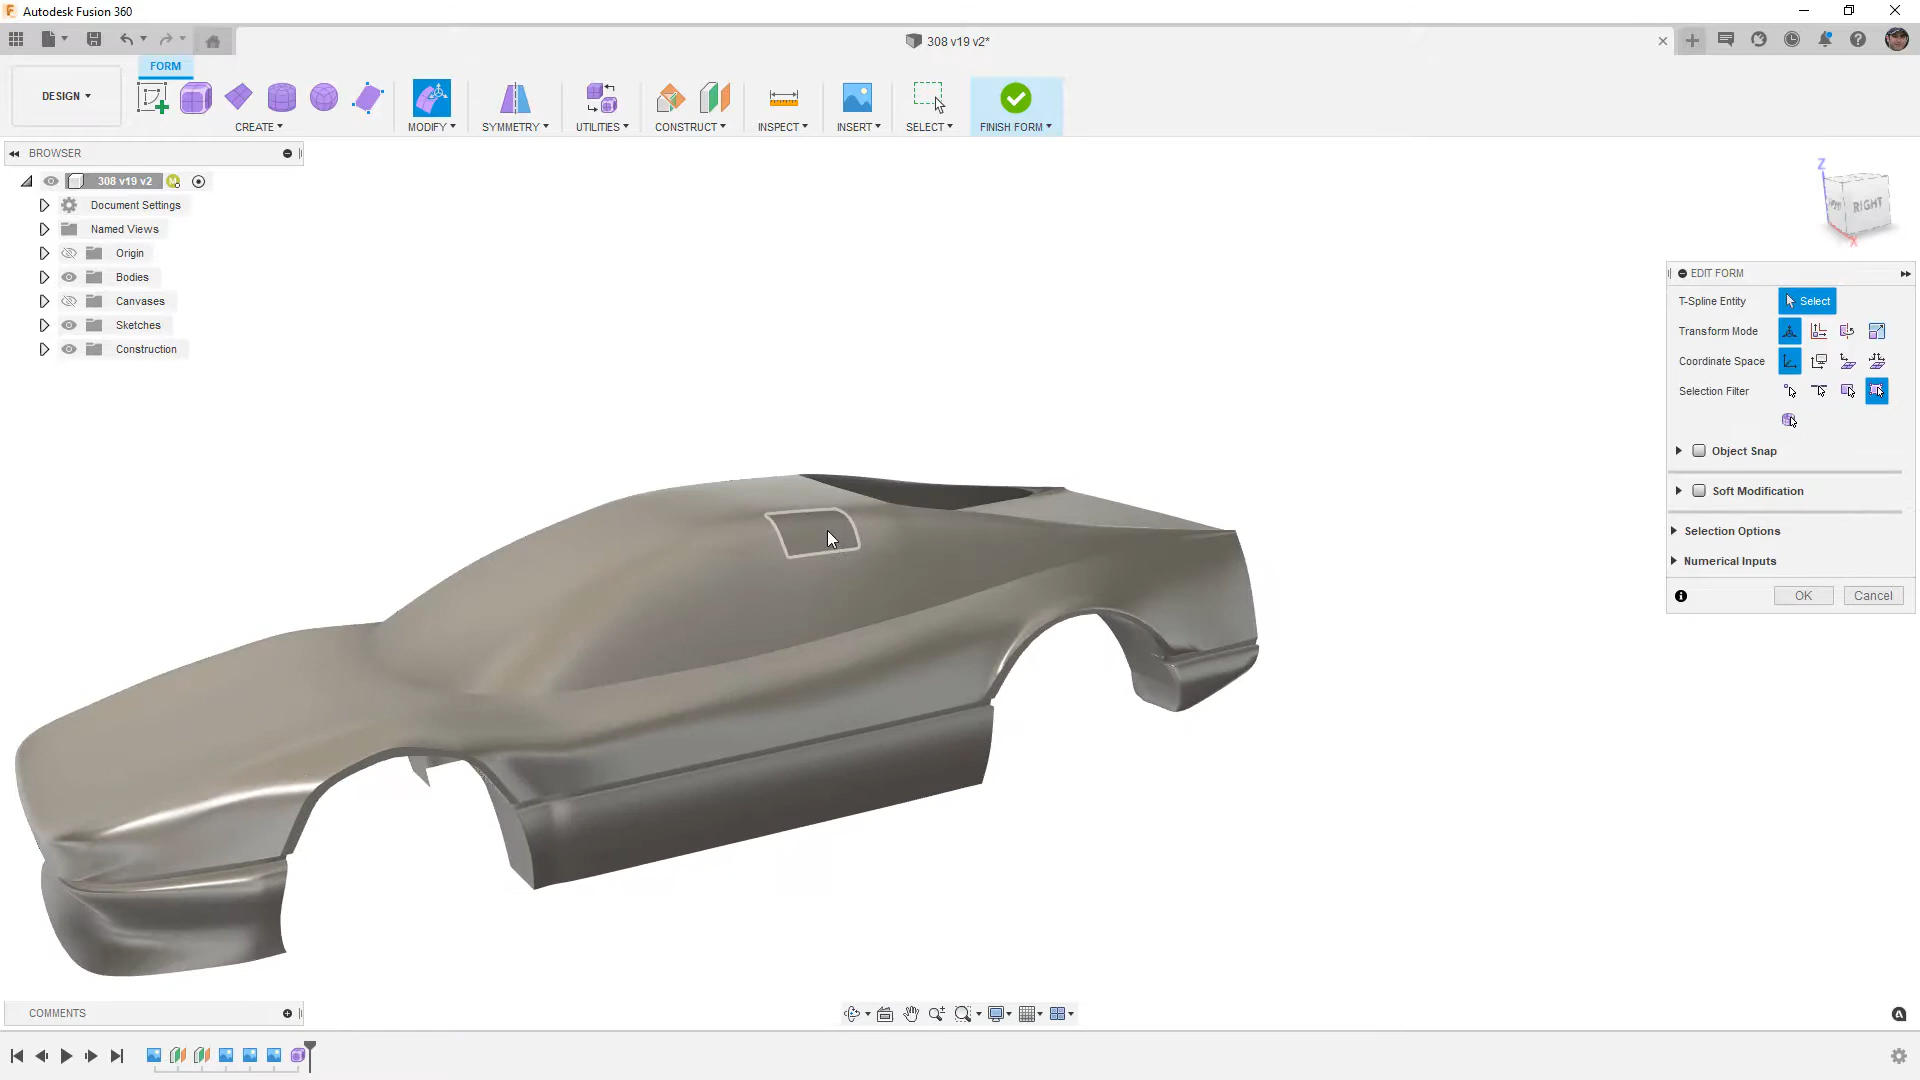 Autodesk Fusion 360
308 v19 v2*
FORM
DESIGN
CREATE
MODIFY
SYMMETRY
UTILITIES
CONSTRUCT
INSPECT
INSERT
SELECT
FINISH FORM
BROWSER
308 v19 v2
Document Settings
Named Views
Origin
Bodies
Canvases
Sketches
Construction
Z
RIGHT
X
EDIT FORM
T-Spline Entity Select
Transform Mode
Coordinate Space
Selection Filter
Object Snap
Soft Modification
Selection Options
Numerical Inputs
OK Cancel
COMMENTS